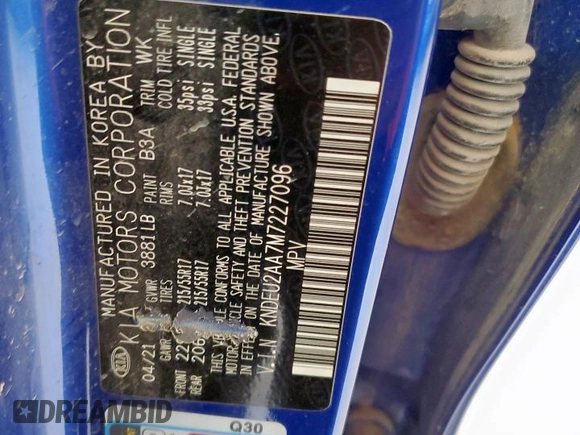 MANUFACTURED IN KOREA BY
KIA MOTORS CORPORATION
04/21 GVWR 3881LB PAINT B3A TRIM WK
GAWR TIRES RIMS COLD TIRE INFL
FRONT 215/55R17 7.0Jx17 35psi SINGLE
REAR 215/55R17 7.0Jx17 33psi SINGLE
THIS VEHICLE CONFORMS TO ALL APPLICABLE U.S.A. FEDERAL
MOTOR VEHICLE SAFETY AND THEFT PREVENTION STANDARDS
IN EFFECT ON THE DATE OF MANUFACTURE SHOWN ABOVE.
V.I.N KNDEU2AA7M7227096
MPV
KIA
Q30
DREAMBID